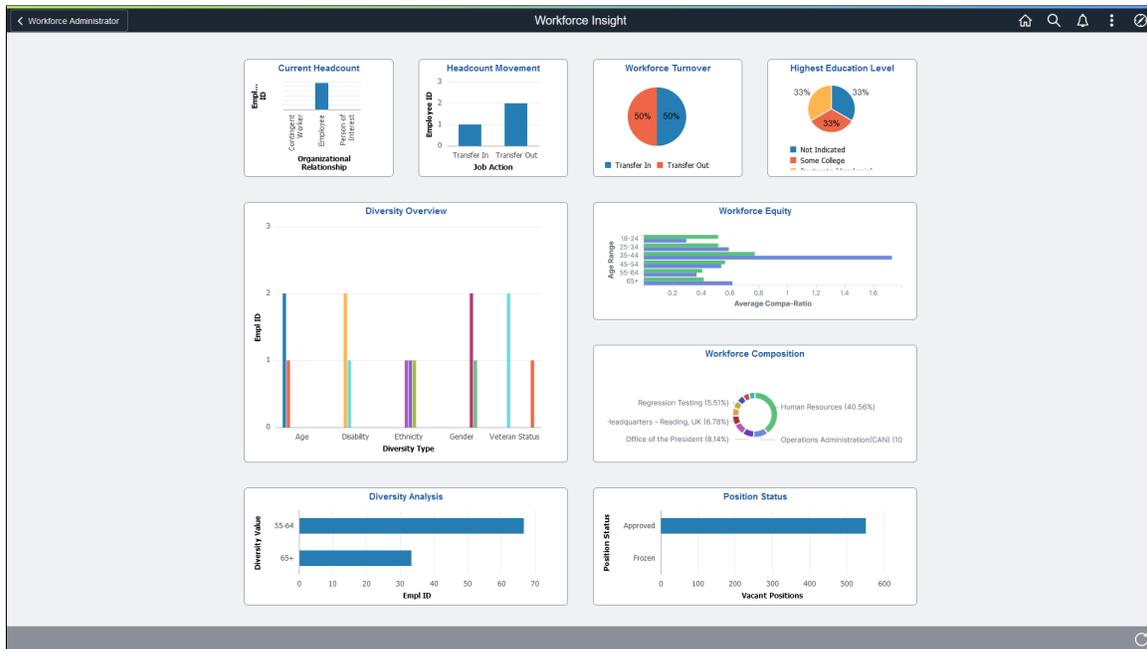 Workforce Administrator
Workforce Insight
Current Headcount
Empl...
ID
Contingent
Worker
Employee
Person of
Interest
Organizational
Relationship
Headcount Movement
Employee ID
3
2
1
0
Transfer In Transfer Out
Job Action
Workforce Turnover
50% 50%
Transfer In Transfer Out
Highest Education Level
33% 33%
33%
Not Indicated
Some College
Diversity Overview
Empl ID
3
2
1
0
Age Disability Ethnicity Gender Veteran Status
Diversity Type
Workforce Equity
Age Range
18-24
25-34
35-44
45-54
55-64
65+
0.2 0.4 0.6 0.8 1 1.2 1.4 1.6
Average Compa-Ratio
Workforce Composition
Regression Testing (5.51%)
Human Resources (40.56%)
Headquarters - Reading, UK (6.78%)
Office of the President (8.14%)
Operations Administration(CAN) (10
Diversity Analysis
Diversity Value
55-64
65+
0 10 20 30 40 50 60 70
Empl ID
Position Status
Position Status
Approved
Frozen
0 100 200 300 400 500 600
Vacant Positions